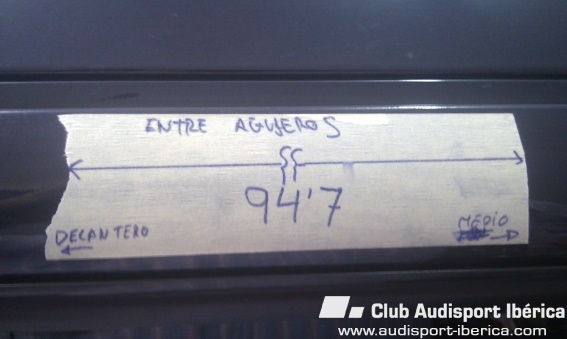 ENTRE AGUJEROS
94'7
DELANTERO
MEDIO
Club Audisport Ibérica
www.audisport-iberica.com